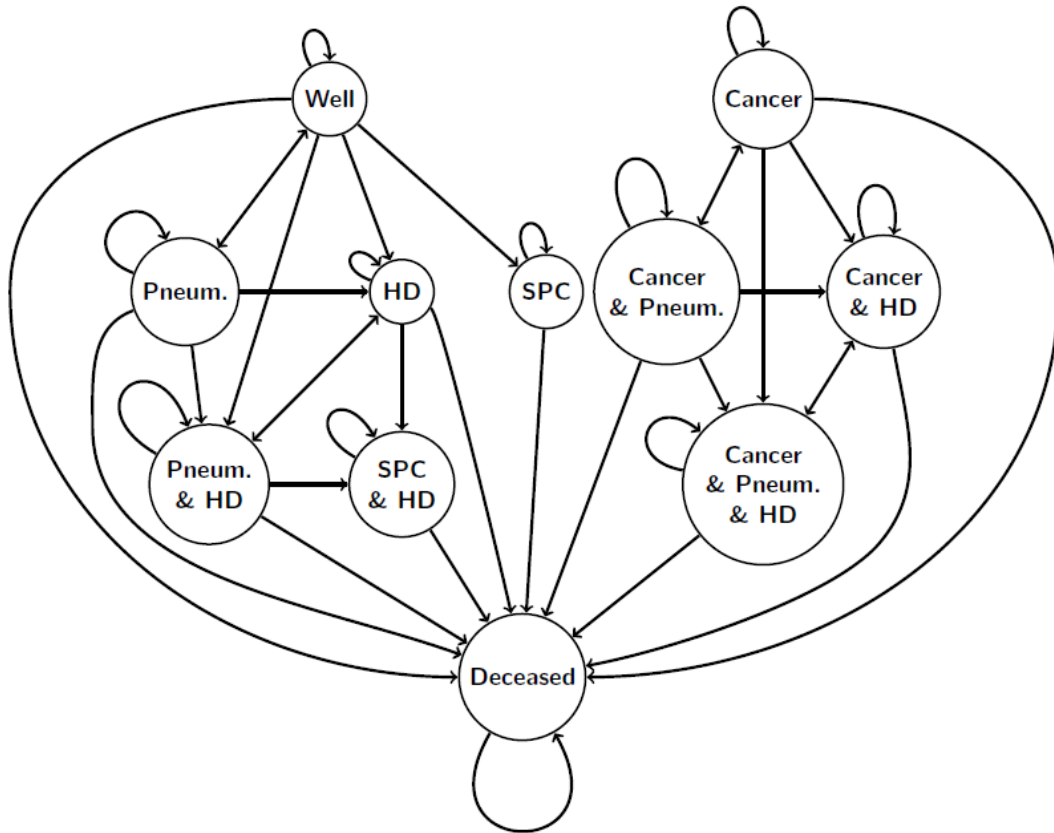 Well
Cancer
Pneum.
HD
SPC
Cancer
& Pneum.
Cancer
& HD
Pneum.
& HD
SPC
& HD
Cancer
& Pneum.
& HD
Deceased